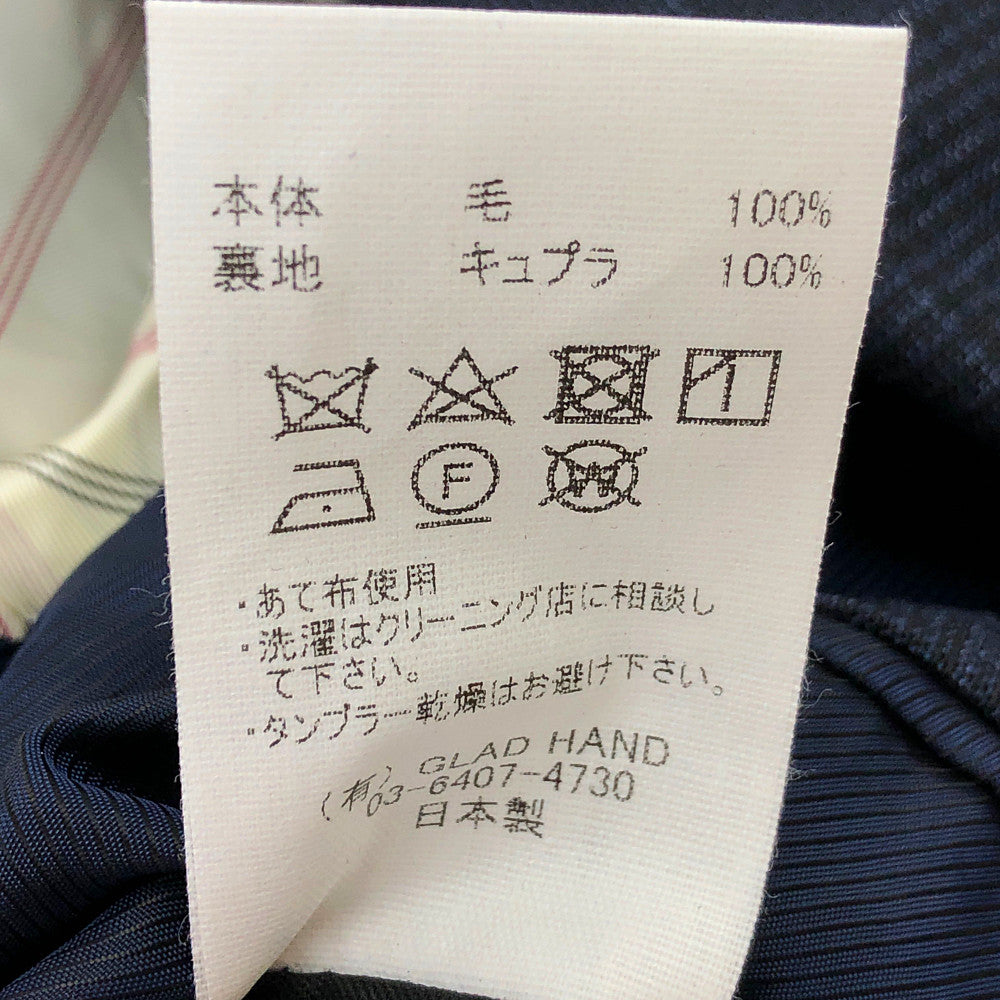 本体 毛 100%
裏地 キュプラ 100%
F
W
・あて布使用
・洗濯はクリーニング店に相談し
て下さい。
・タンブラー乾燥はお避け下さい。
(有) GLAD HAND
03-6407-4730
日本製